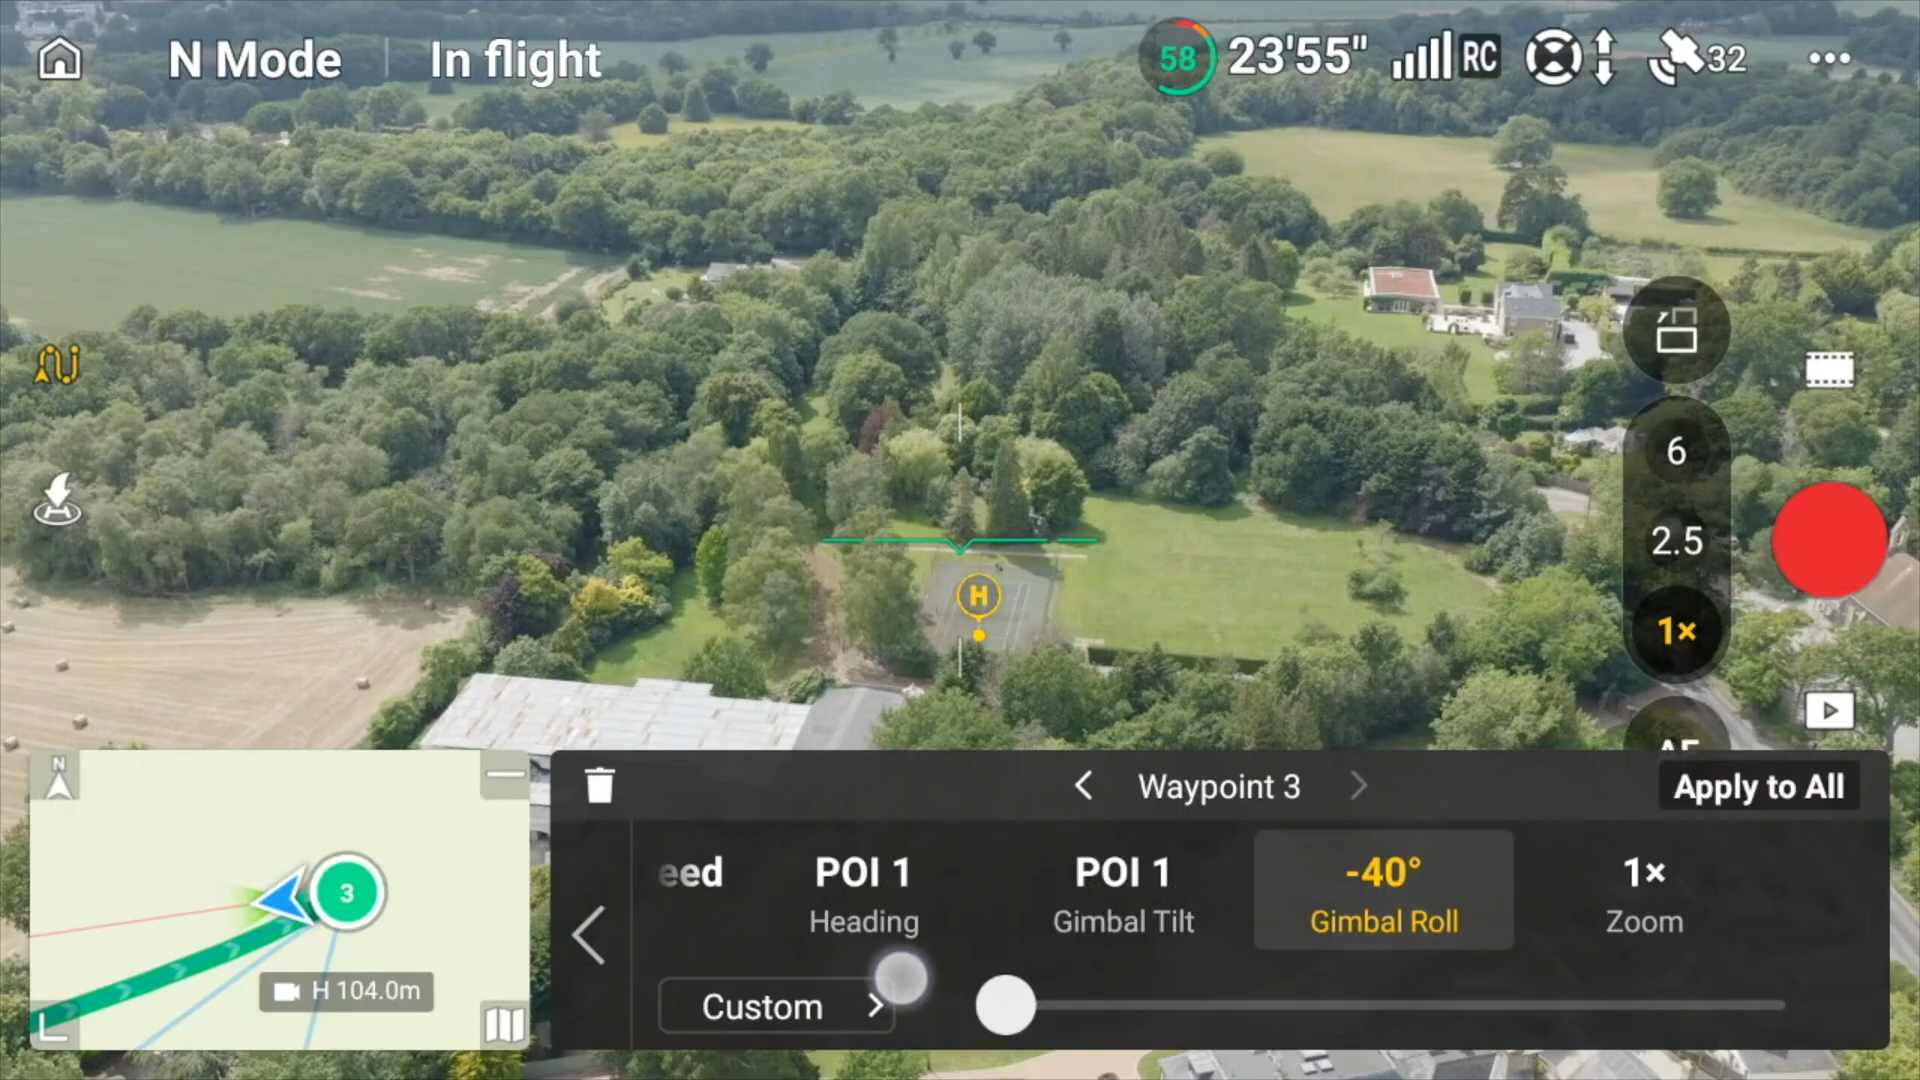 N Mode
In flight
58
23'55"
RC
32
6
2.5
1×
H
N
3
H 104.0m
Waypoint 3
Apply to All
eed
POI 1
Heading
POI 1
Gimbal Tilt
-40°
Gimbal Roll
1×
Zoom
Custom